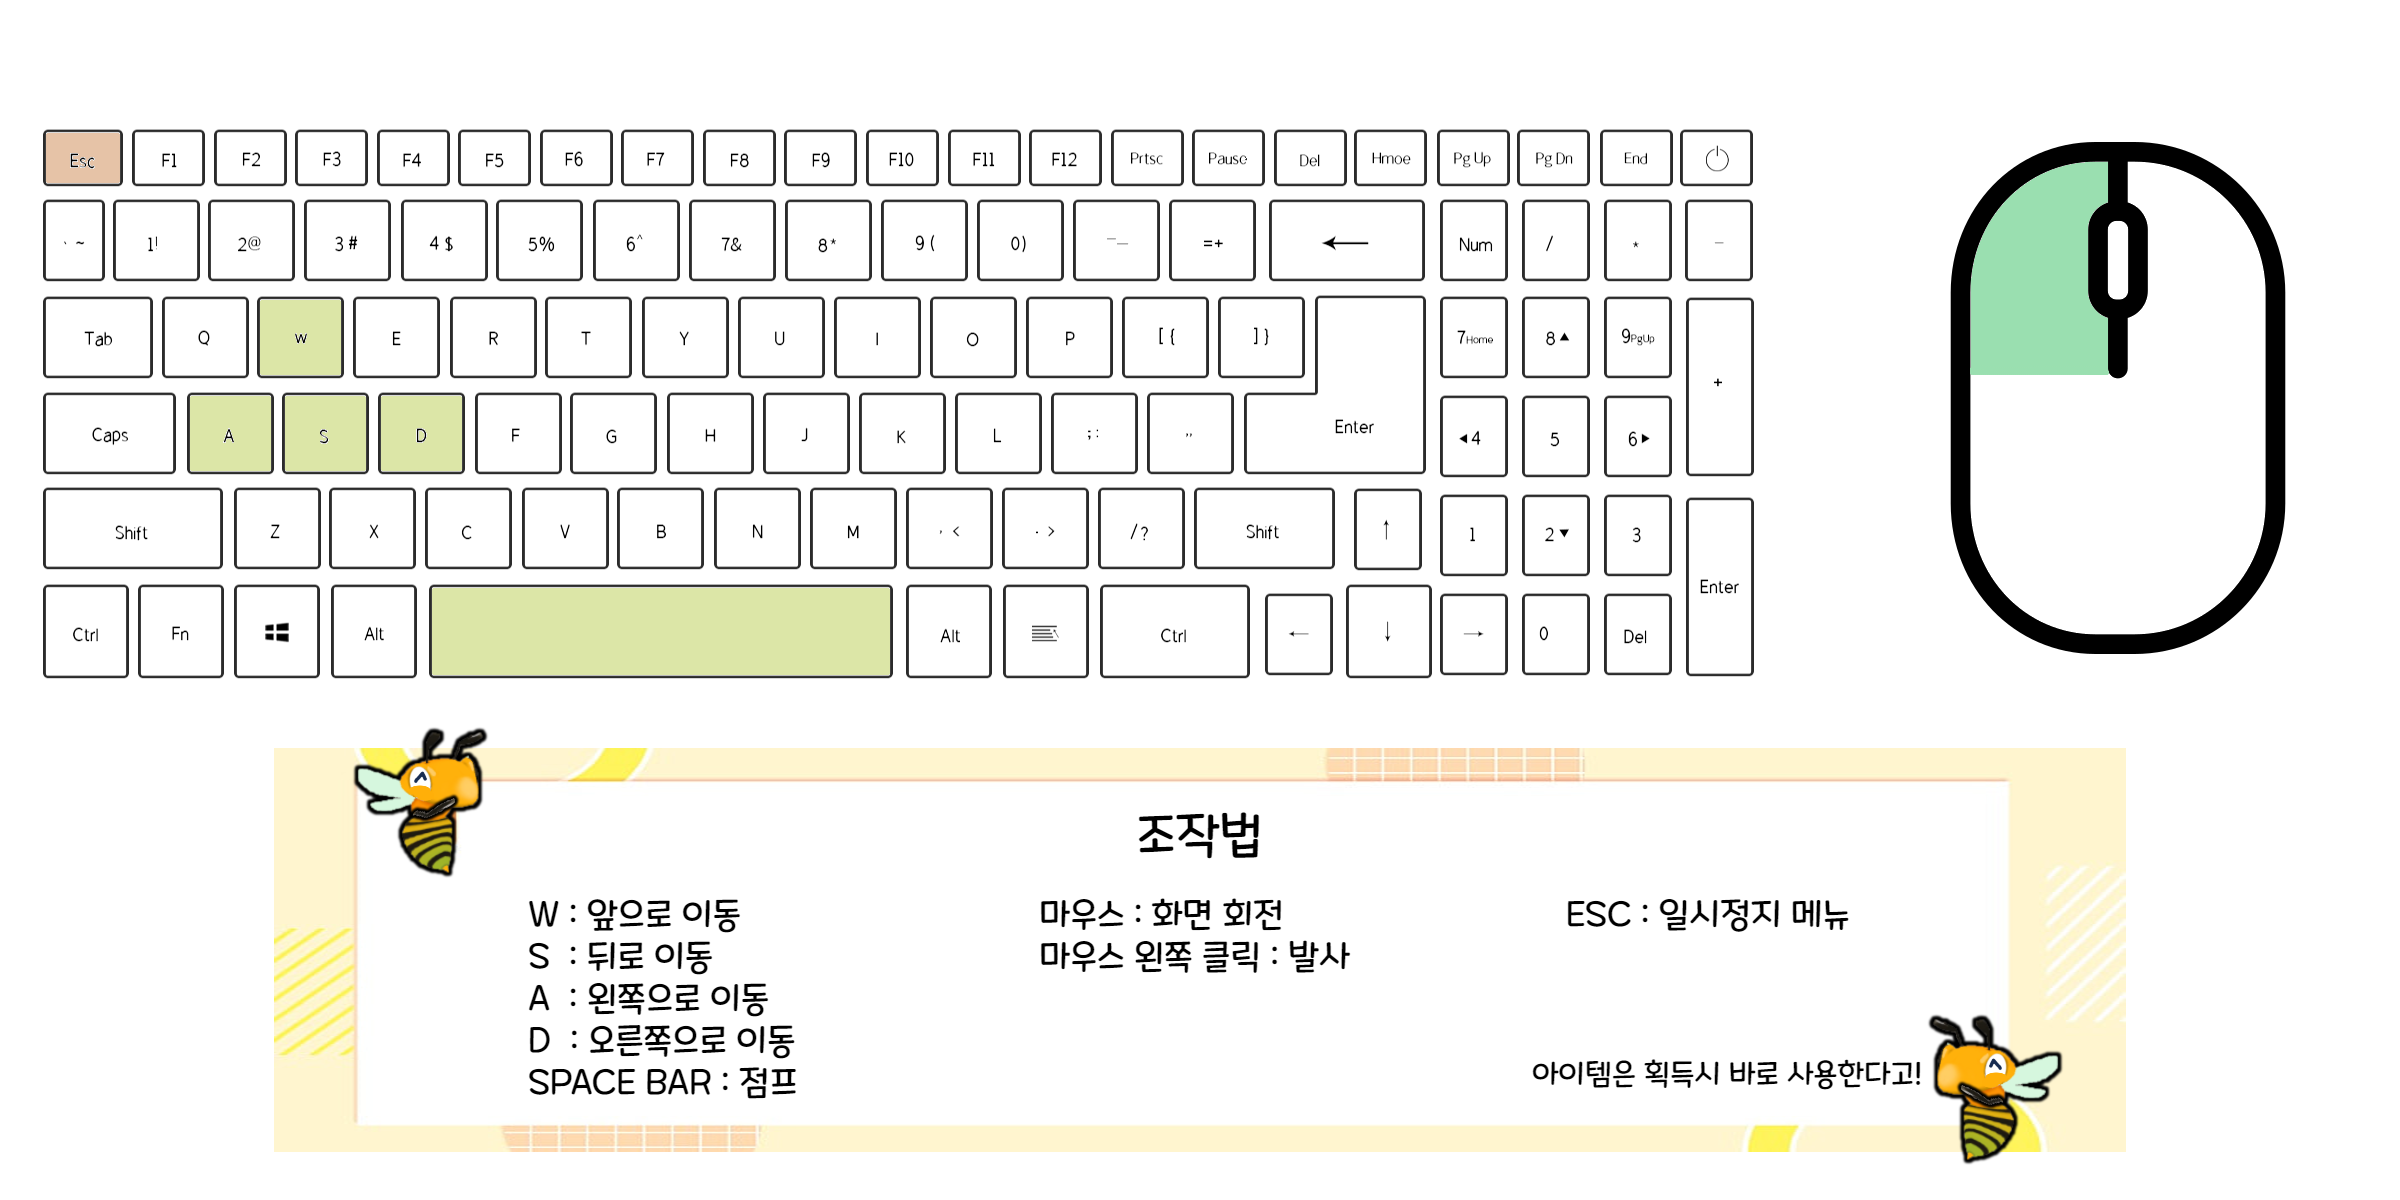 Esc F1 F2 F3 F4 F5 F6 F7 F8 F9 F10 F11 F12 Prtsc Pause Del Hmoe Pg Up Pg Dn End
` ~ 1! 2@ 3 # 4 $ 5% 6^ 7& 8* 9 ( 0) =+ ← Num / * −
Tab Q w E R T Y U I O P [ { ] } 7Home 8▲ 9PgUp +
Caps A S D F G H J K L ; : ,, Enter ◀4 5 6▶
Shift Z X C V B N M , < . > /? Shift ↑ 1 2▼ 3
Ctrl Fn Alt Alt Ctrl ← ↓ → 0 Del Enter
조작법
W : 앞으로 이동
S : 뒤로 이동
A : 왼쪽으로 이동
D : 오른쪽으로 이동
SPACE BAR : 점프
마우스 : 화면 회전
마우스 왼쪽 클릭 : 발사
ESC : 일시정지 메뉴
아이템은 획득시 바로 사용한다고!